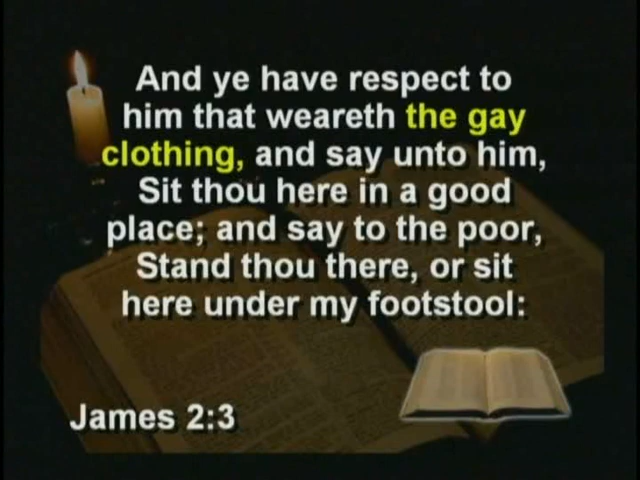 And ye have respect to
him that weareth the gay
clothing, and say unto him,
Sit thou here in a good
place; and say to the poor,
Stand thou there, or sit
here under my footstool:
James 2:3